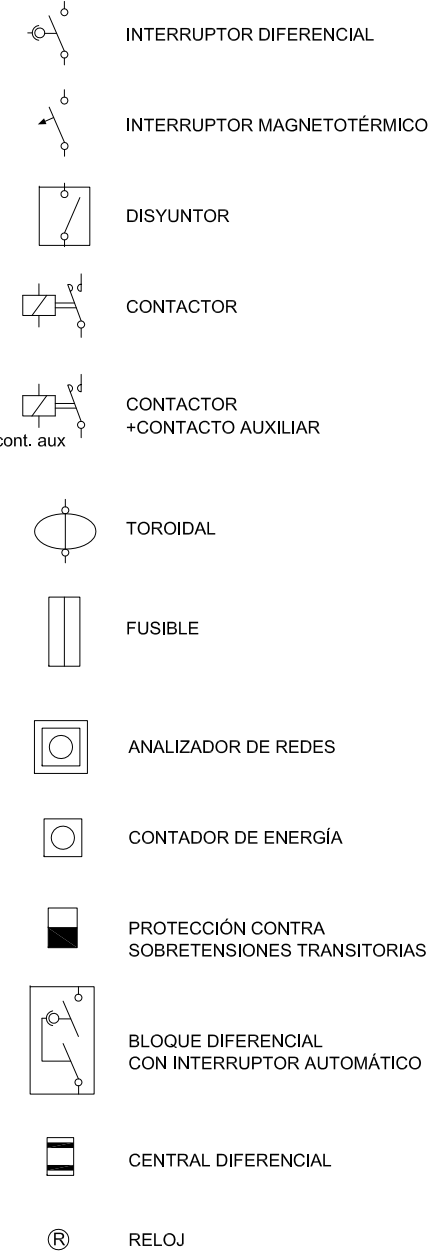 INTERRUPTOR DIFERENCIAL
INTERRUPTOR MAGNETOTÉRMICO
DISYUNTOR
CONTACTOR
CONTACTOR
+CONTACTO AUXILIAR
cont. aux
TOROIDAL
FUSIBLE
ANALIZADOR DE REDES
CONTADOR DE ENERGÍA
PROTECCIÓN CONTRA
SOBRETENSIONES TRANSITORIAS
BLOQUE DIFERENCIAL
CON INTERRUPTOR AUTOMÁTICO
CENTRAL DIFERENCIAL
R RELOJ